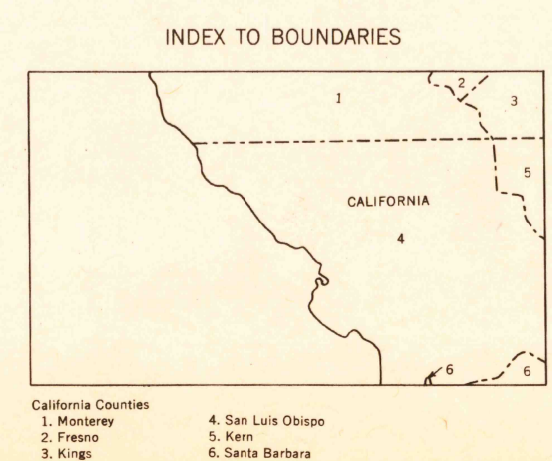 INDEX TO BOUNDARIES
1
2
3
5
CALIFORNIA
4
6
6
California Counties
1. Monterey
2. Fresno
3. Kings
4. San Luis Obispo
5. Kern
6. Santa Barbara